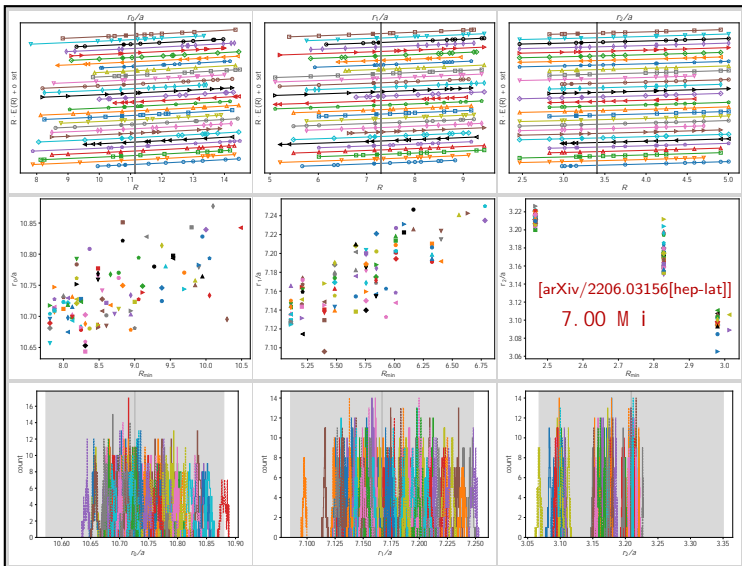 r₀/a
r₁/a
r₂/a
R E(R) + o set
R E(R) + o set
R E(R) + o set
8 9 10 11 12 13 14
5 6 7 8 9
2.5 3.0 3.5 4.0 4.5 5.0
R
R
R
10.85
10.80
10.75
10.70
10.65
r₀/a
8.0 8.5 9.0 9.5 10.0 10.5
R_min
7.24
7.22
7.20
7.18
7.16
7.14
7.12
7.10
r₁/a
5.25 5.50 5.75 6.00 6.25 6.50 6.75
R_min
3.22
3.20
3.18
3.16
3.14
3.12
3.10
3.08
3.06
r₂/a
[arXiv/2206.03156[hep-lat]]
7.00 M i
2.5 2.6 2.7 2.8 2.9 3.0
R_min
16
14
12
10
8
6
4
2
0
count
10.60 10.65 10.70 10.75 10.80 10.85 10.90
r₀/a
14
12
10
8
6
4
2
0
count
7.100 7.125 7.150 7.175 7.200 7.225 7.250
r₁/a
16
14
12
10
8
6
4
2
0
count
3.05 3.10 3.15 3.20 3.25 3.30 3.35
r₂/a